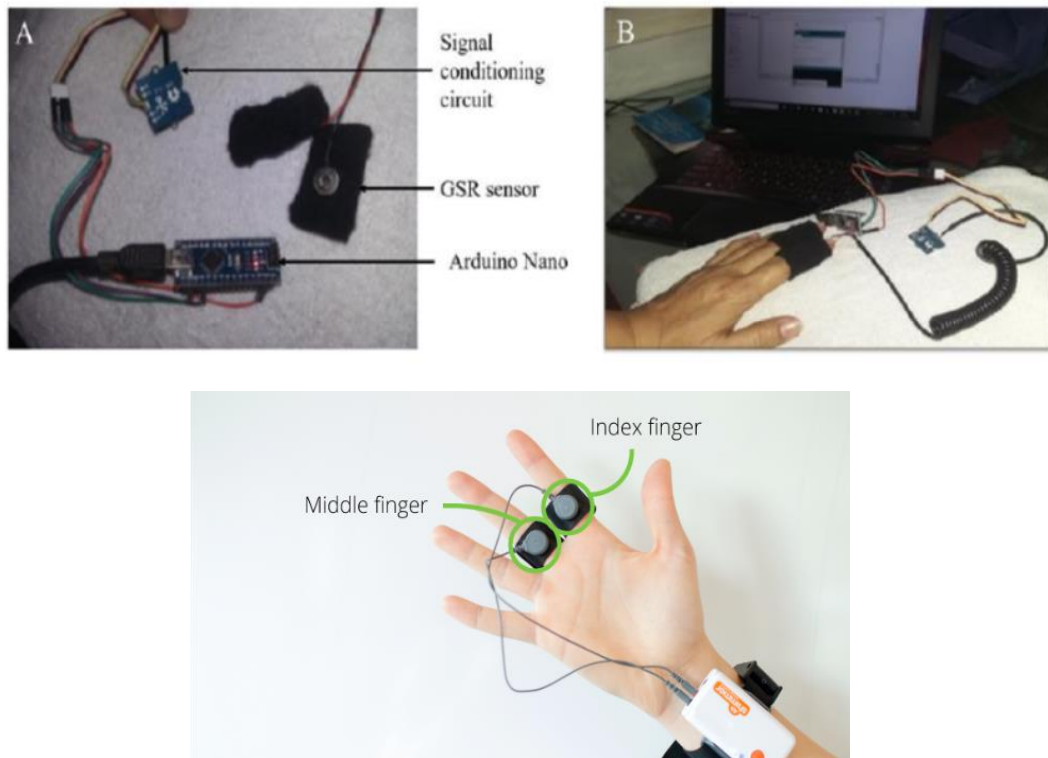 A
Signal
conditioning
circuit
GSR sensor
Arduino Nano
B
Index finger
Middle finger